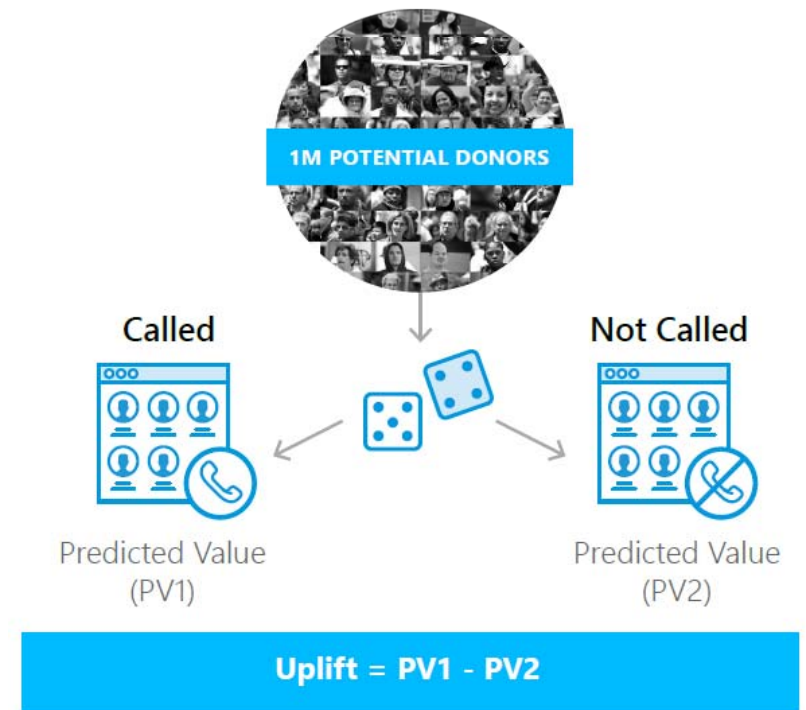 1M POTENTIAL DONORS
Called
Not Called
Predicted Value
(PV1)
Predicted Value
(PV2)
Uplift = PV1 - PV2